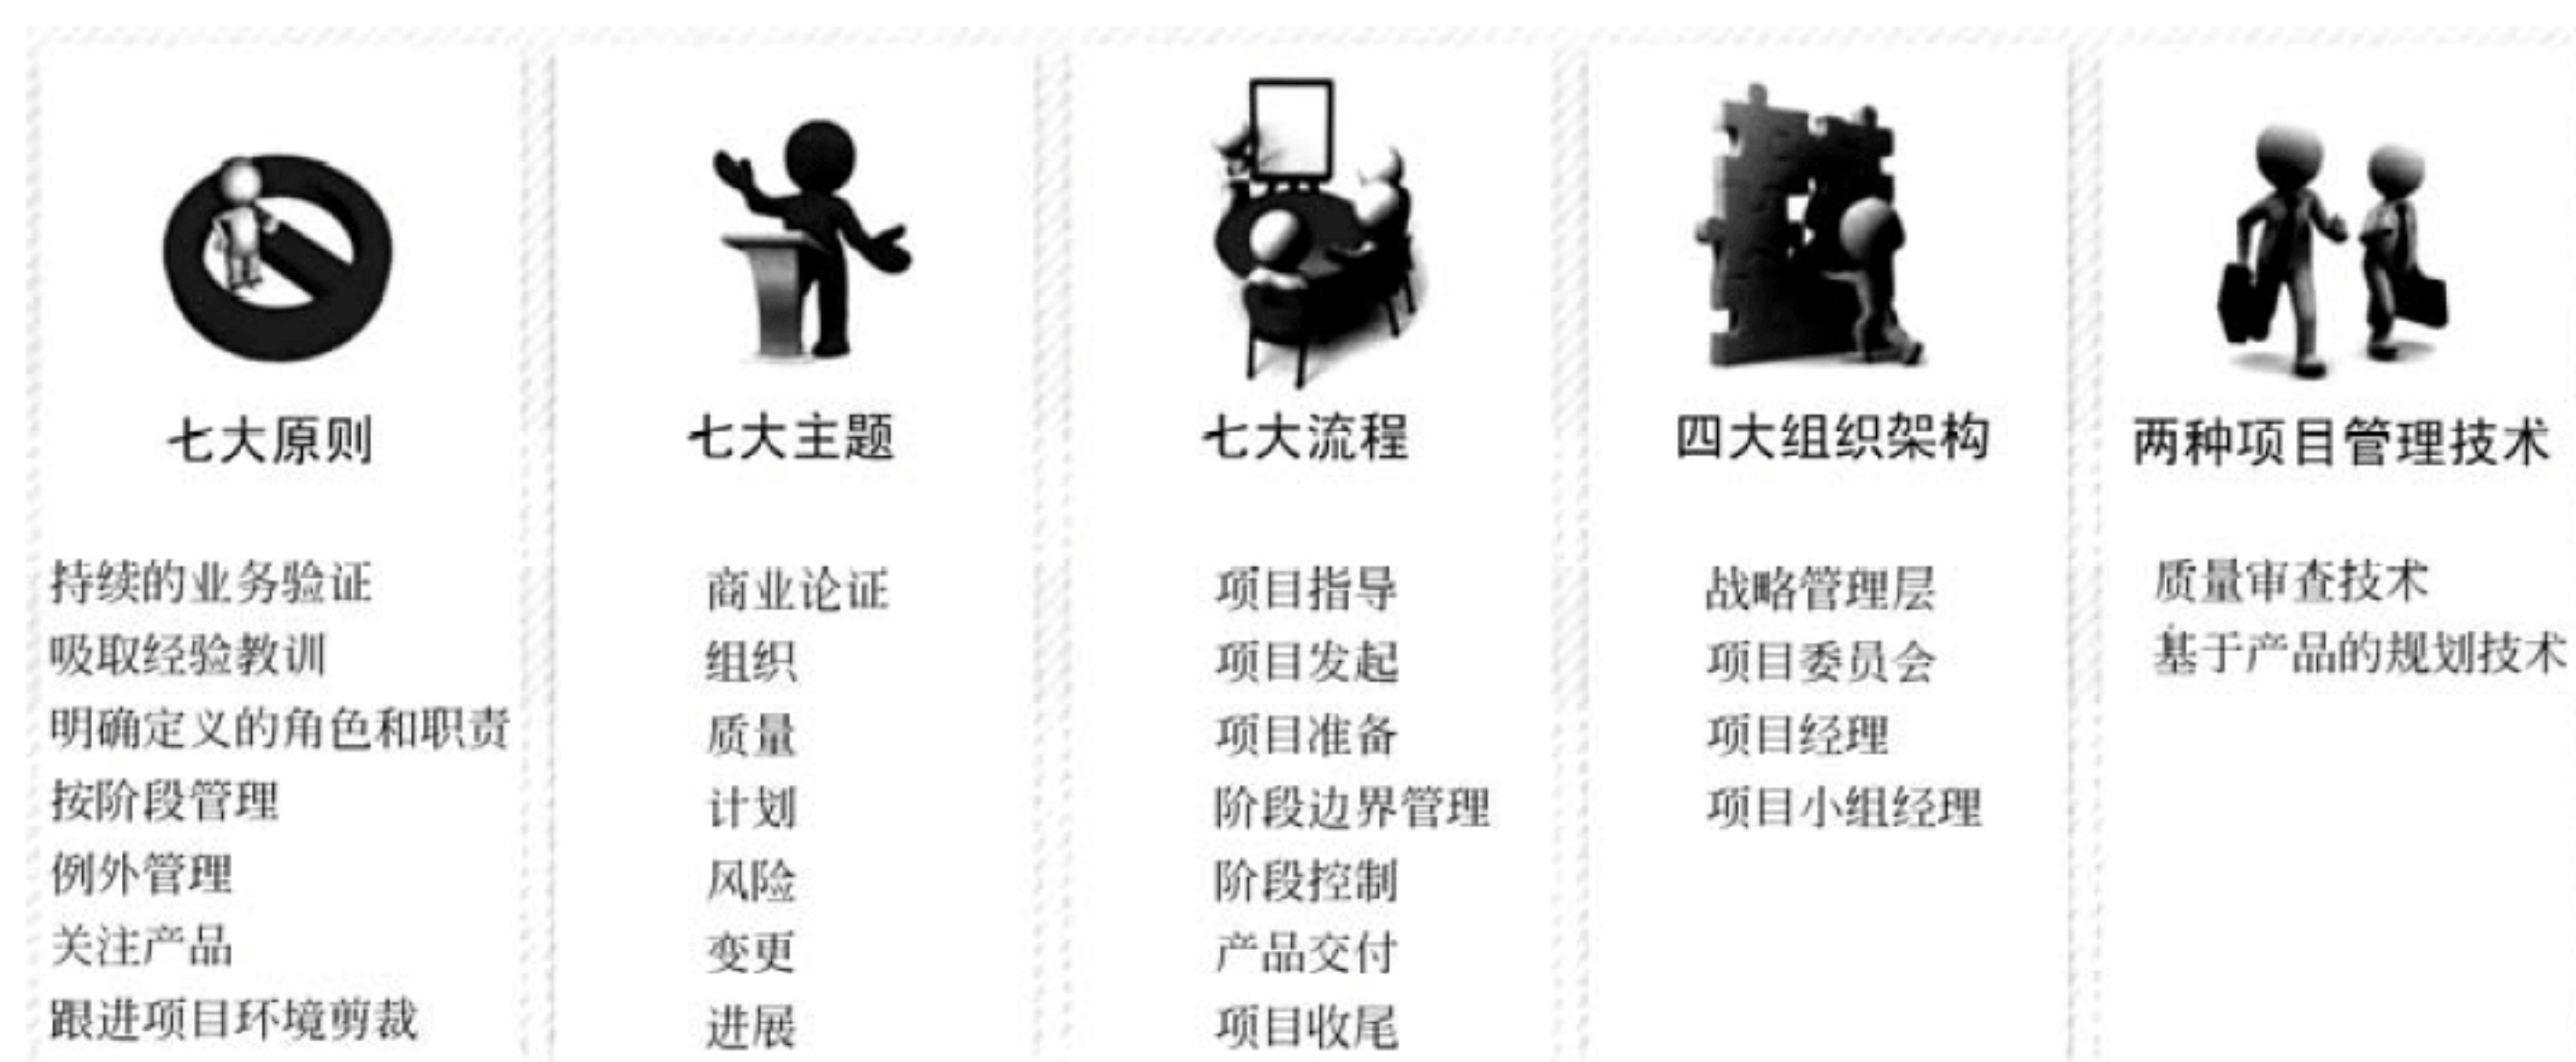 七大原则
持续的业务验证
吸取经验教训
明确定义的角色和职责
按阶段管理
例外管理
关注产品
跟进项目环境剪裁
七大主题
商业论证
组织
质量
计划
风险
变更
进展
七大流程
项目指导
项目发起
项目准备
阶段边界管理
阶段控制
产品交付
项目收尾
四大组织架构
战略管理层
项目委员会
项目经理
项目小组经理
两种项目管理技术
质量审查技术
基于产品的规划技术